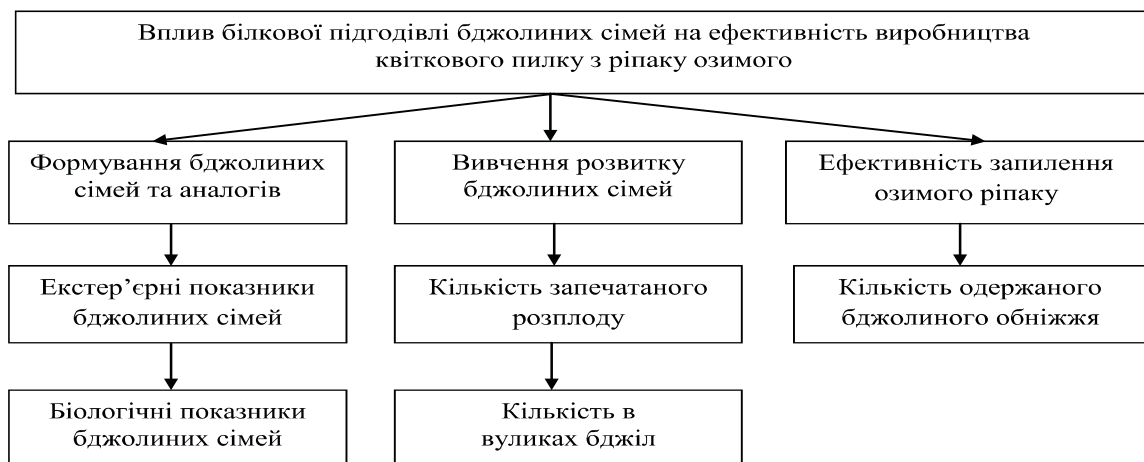 Вплив білкової підгодівлі бджолиних сімей на ефективність виробництва
квіткового пилку з ріпаку озимого
Формування бджолиних
сімей та аналогів
Вивчення розвитку
бджолиних сімей
Ефективність запилення
озимого ріпаку
Екстер’єрні показники
бджолиних сімей
Кількість запечатаного
розплоду
Кількість одержаного
бджолиного обніжжя
Біологічні показники
бджолиних сімей
Кількість в
вуликах бджіл